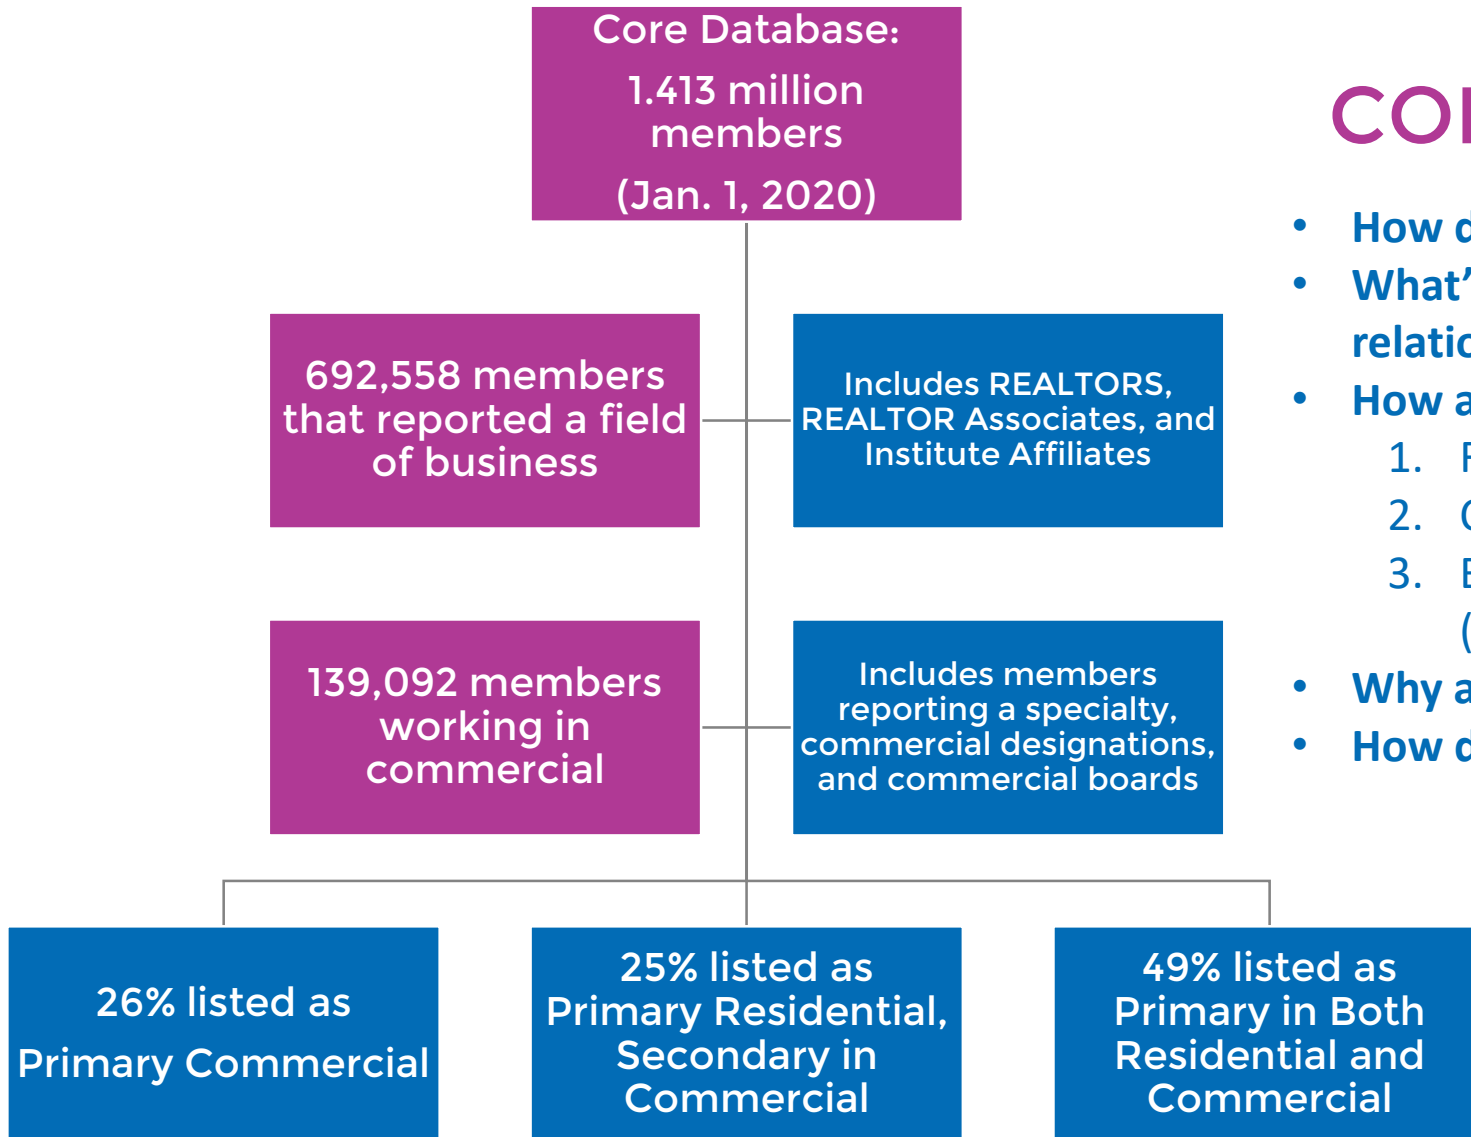 Core Database:
1.413 million
members
(Jan. 1, 2020)
692,558 members
that reported a field
of business
Includes REALTORS,
REALTOR Associates, and
Institute Affiliates
139,092 members
working in
commercial
Includes members
reporting a specialty,
commercial designations,
and commercial boards
26% listed as
Primary Commercial
25% listed as
Primary Residential,
Secondary in
Commercial
49% listed as
Primary in Both
Residential and
Commercial
• How
• What’
• How
1.
2.
3.
(
• Why
• How